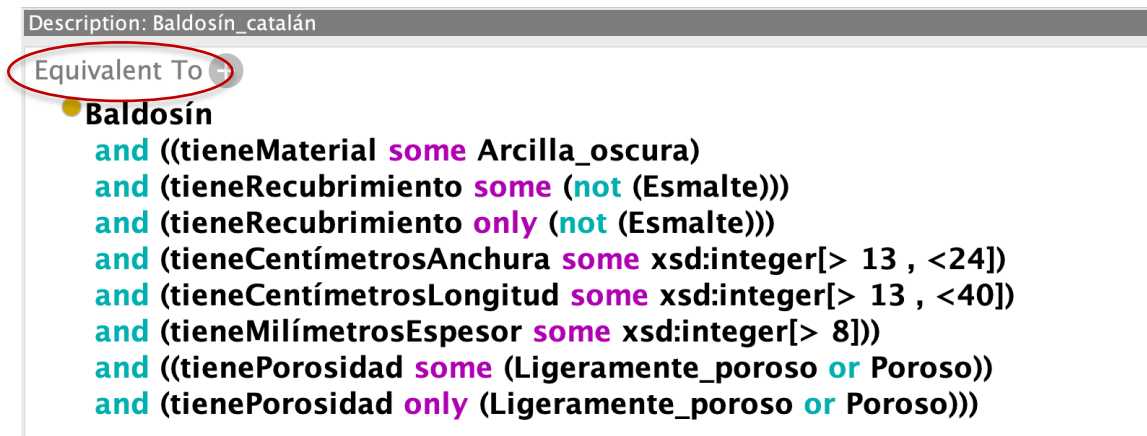 Description: Baldosín_catalán
Equivalent To +
Baldosín
and ((tieneMaterial some Arcilla_oscura)
and (tieneRecubrimiento some (not (Esmalte)))
and (tieneRecubrimiento only (not (Esmalte)))
and (tieneCentímetrosAnchura some xsd:integer[> 13 , <24])
and (tieneCentímetrosLongitud some xsd:integer[> 13 , <40])
and (tieneMilímetrosEspesor some xsd:integer[> 8]))
and ((tienePorosidad some (Ligeramente_poroso or Poroso))
and (tienePorosidad only (Ligeramente_poroso or Poroso)))